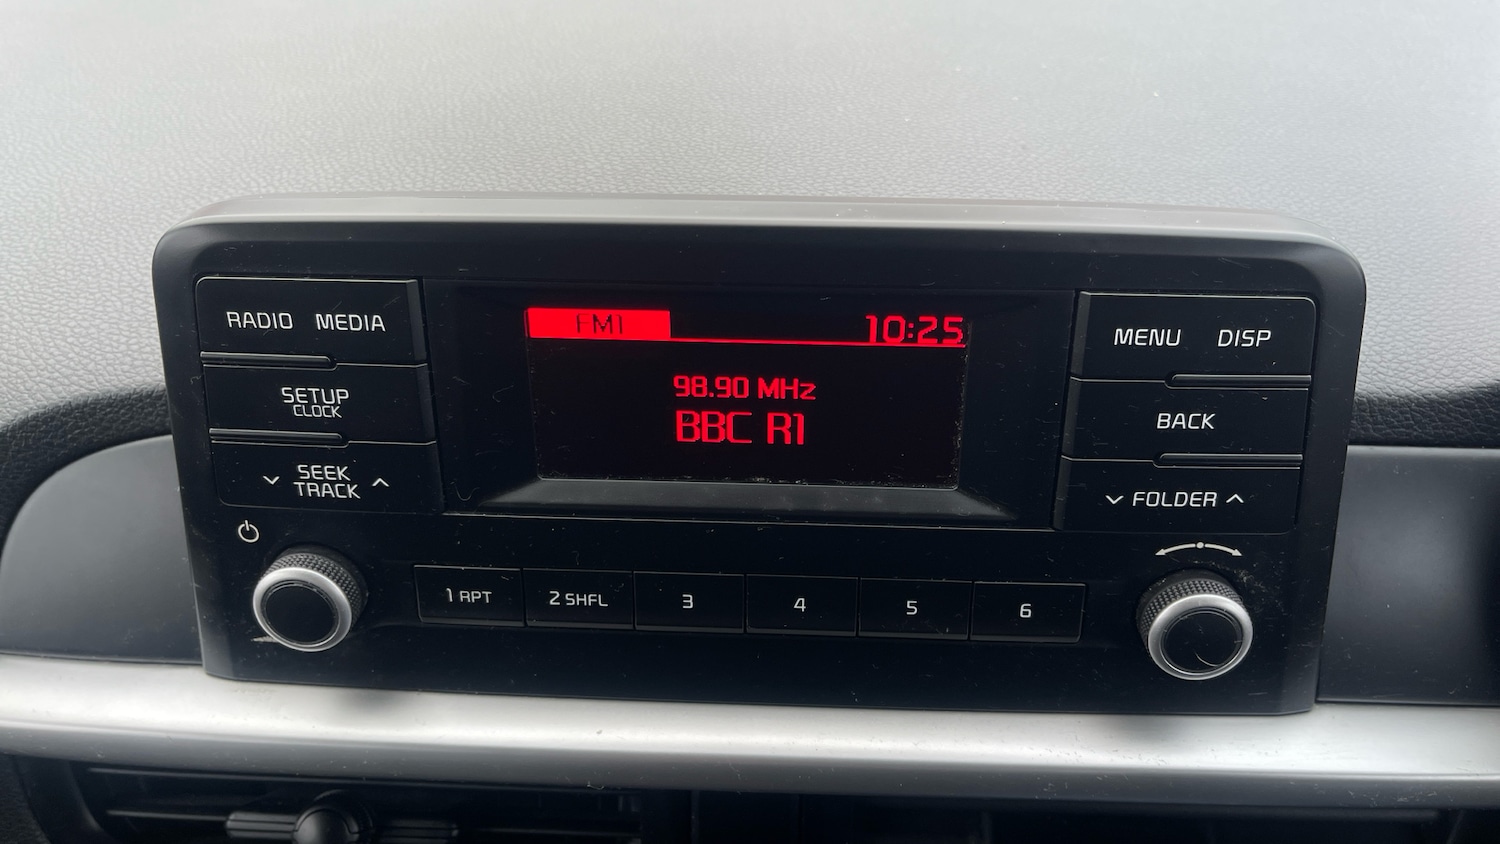 RADIO MEDIA
SETUP
CLOCK
SEEK
TRACK
FM1
10:25
98.90 MHz
BBC R1
MENU DISP
BACK
FOLDER
1 RPT
2 SHFL
3
4
5
6